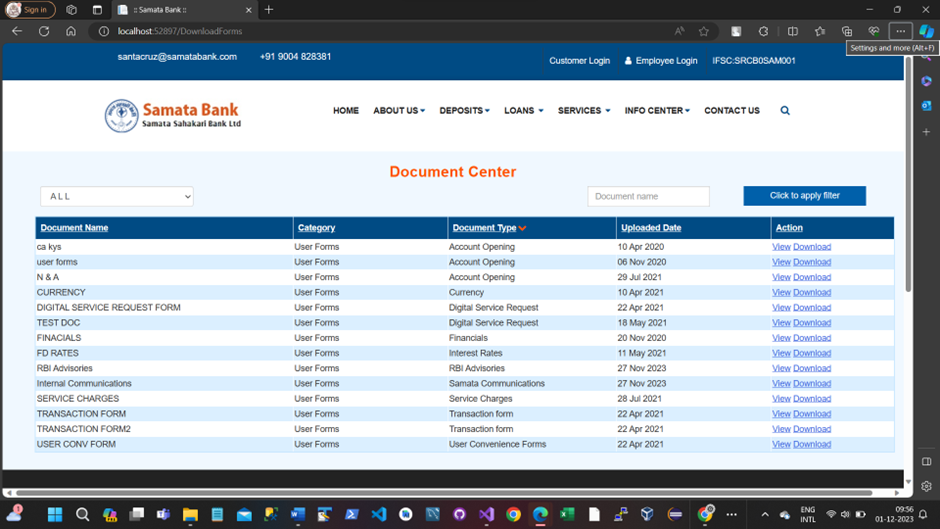 Sign in
:: Samata Bank ::
localhost:52897/DownloadForms
Settings and more (Alt+F)
santacruz@samatabank.com +91 9004 828381 Customer Login Employee Login IFSC:SRCB0SAM001
Samata Bank
Samata Sahakari Bank Ltd
HOME ABOUT US DEPOSITS LOANS SERVICES INFO CENTER CONTACT US
Document Center
ALL Document name Click to apply filter
Document Name Category Document Type Uploaded Date Action
ca kys User Forms Account Opening 10 Apr 2020 View Download
user forms User Forms Account Opening 06 Nov 2020 View Download
N & A User Forms Account Opening 29 Jul 2021 View Download
CURRENCY User Forms Currency 10 Apr 2021 View Download
DIGITAL SERVICE REQUEST FORM User Forms Digital Service Request 22 Apr 2021 View Download
TEST DOC User Forms Digital Service Request 18 May 2021 View Download
FINACIALS User Forms Financials 20 Nov 2020 View Download
FD RATES User Forms Interest Rates 11 May 2021 View Download
RBI Advisories User Forms RBI Advisories 27 Nov 2023 View Download
Internal Communications User Forms Samata Communications 27 Nov 2023 View Download
SERVICE CHARGES User Forms Service Charges 28 Jul 2021 View Download
TRANSACTION FORM User Forms Transaction form 22 Apr 2021 View Download
TRANSACTION FORM2 User Forms Transaction form 22 Apr 2021 View Download
USER CONV FORM User Forms User Convenience Forms 22 Apr 2021 View Download
ENG 09:56
INTL 01-12-2023